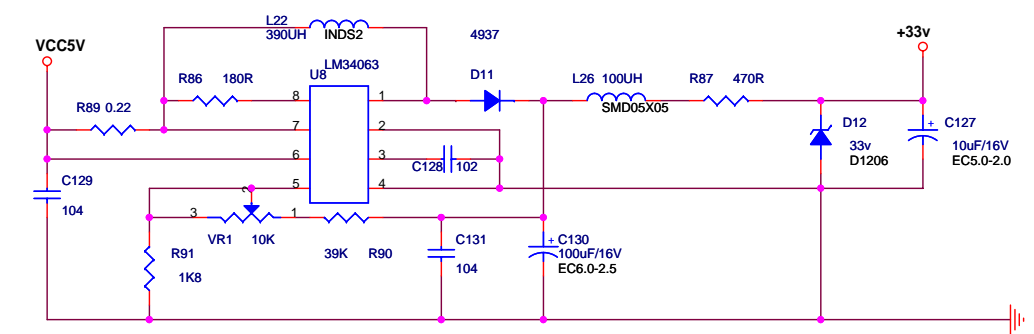 L22
390UH
INDS2
4937
+33v
VCC5V
LM34063
U8
R86 180R
D11
L26 100UH
R87 470R
SMD05X05
R89 0.22
8
1
7
2
6
3
5
4
C128
102
D12
33v
D1206
C127
+
10uF/16V
EC5.0-2.0
C129
104
2
3
1
VR1 10K
39K R90
C131
104
C130
+
100uF/16V
EC6.0-2.5
R91
1K8